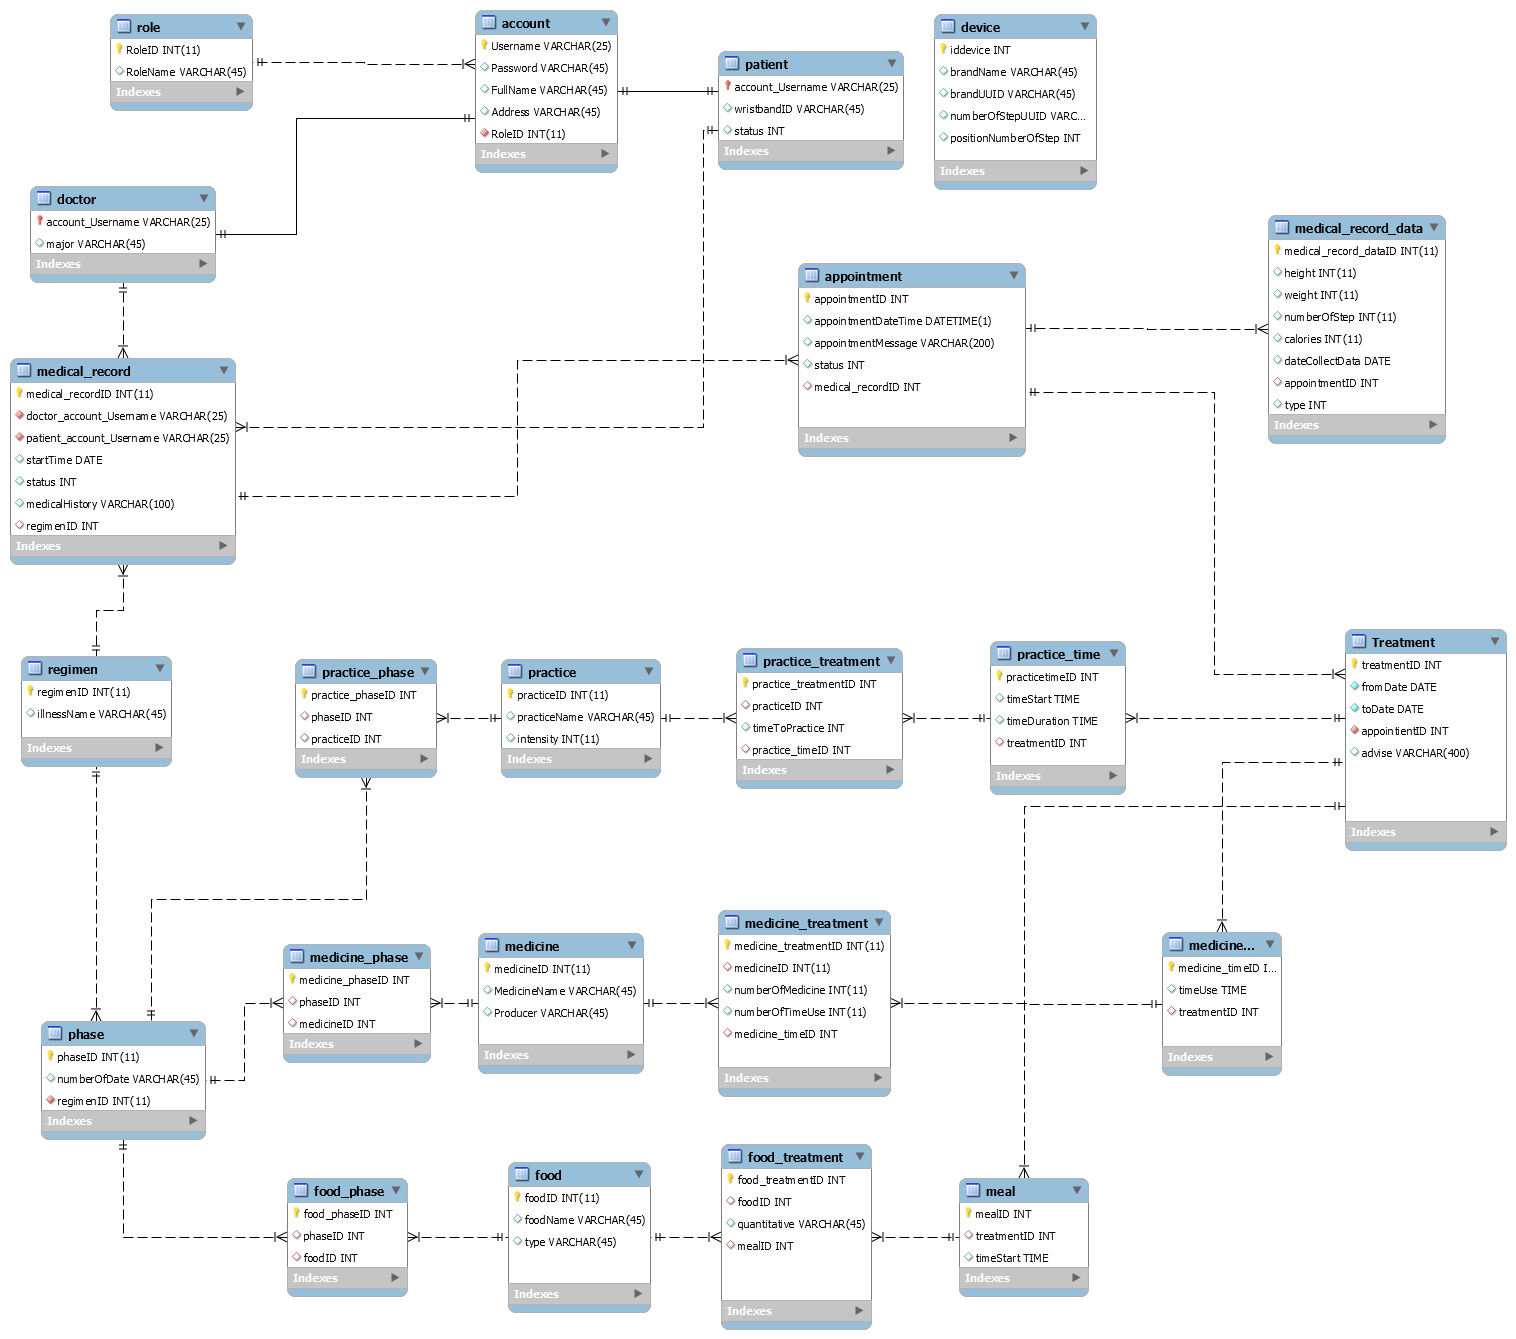 role
RoleID INT(11)
RoleName VARCHAR(45)
Indexes
account
Username VARCHAR(25)
Password VARCHAR(45)
FullName VARCHAR(45)
Address VARCHAR(45)
RoleID INT(11)
Indexes
patient
account_Username VARCHAR(25)
wristbandID VARCHAR(45)
status INT
Indexes
device
iddevice INT
brandName VARCHAR(45)
brandUUID VARCHAR(45)
numberOfStepUUID VARC...
positionNumberOfStep INT
Indexes
doctor
account_Username VARCHAR(25)
major VARCHAR(45)
Indexes
appointment
appointmentID INT
appointmentDateTime DATETIME(1)
appointmentMessage VARCHAR(200)
status INT
medical_recordID INT
Indexes
medical_record_data
medical_record_dataID INT(11)
height INT(11)
weight INT(11)
numberOfStep INT(11)
calories INT(11)
dateCollectData DATE
appointmentID INT
type INT
Indexes
medical_record
medical_recordID INT(11)
doctor_account_Username VARCHAR(25)
patient_account_Username VARCHAR(25)
startTime DATE
status INT
medicalHistory VARCHAR(100)
regimenID INT
Indexes
regimen
regimenID INT(11)
illnessName VARCHAR(45)
Indexes
practice_phase
practice_phaseID INT
phaseID INT
practiceID INT
Indexes
practice
practiceID INT(11)
practiceName VARCHAR(45)
intensity INT(11)
Indexes
practice_treatment
practice_treatmentID INT
practiceID INT
timeToPractice INT
practice_timeID INT
Indexes
practice_time
practicetimeID INT
timeStart TIME
timeDuration TIME
treatmentID INT
Indexes
Treatment
treatmentID INT
fromDate DATE
toDate DATE
appointientID INT
advise VARCHAR(400)
Indexes
phase
phaseID INT(11)
numberOfDate VARCHAR(45)
regimenID INT(11)
Indexes
medicine_phase
medicine_phaseID INT
phaseID INT
medicineID INT
Indexes
medicine
medicineID INT(11)
MedicineName VARCHAR(45)
Producer VARCHAR(45)
Indexes
medicine_treatment
medicine_treatmentID INT(11)
medicineID INT(11)
numberOfMedicine INT(11)
numberOfTimeUse INT(11)
medicine_timeID INT
Indexes
medicine...
medicine_timeID I...
timeUse TIME
treatmentID INT
Indexes
food_phase
food_phaseID INT
phaseID INT
foodID INT
Indexes
food
foodID INT(11)
foodName VARCHAR(45)
type VARCHAR(45)
Indexes
food_treatment
food_treatmentID INT
foodID INT
quantitative VARCHAR(45)
mealID INT
Indexes
meal
mealID INT
treatmentID INT
timeStart TIME
Indexes